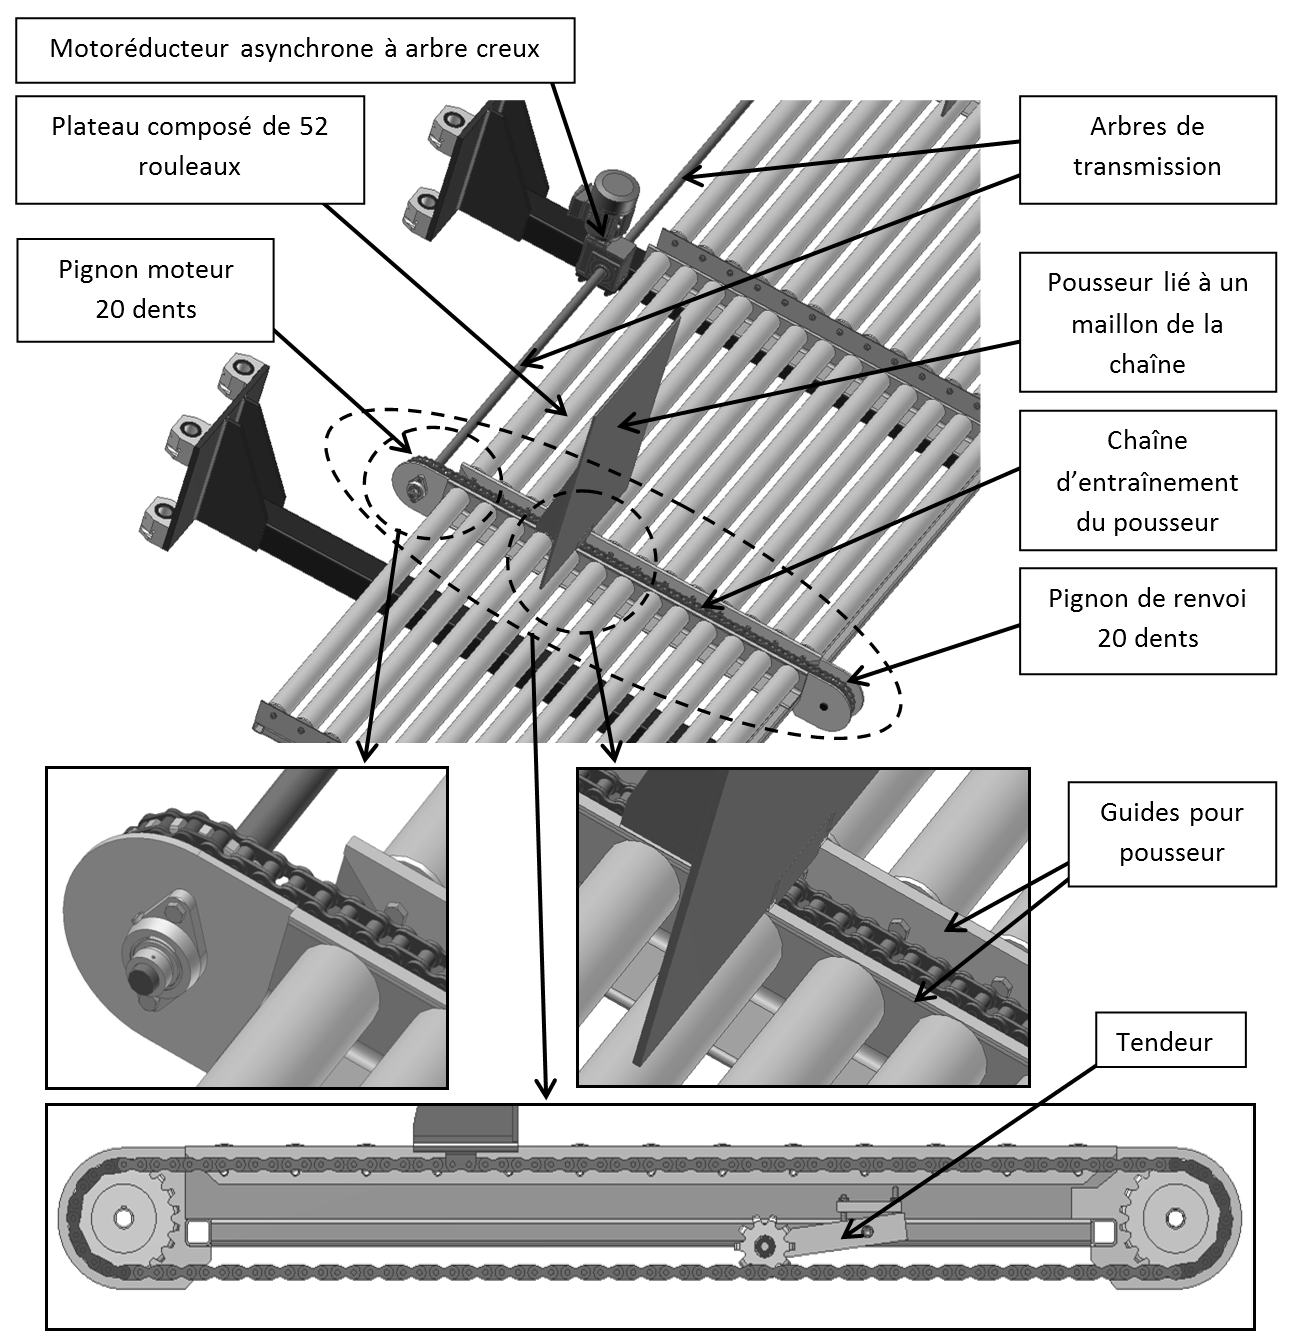 Motoréducteur asynchrone à arbre creux
Plateau composé de 52
rouleaux
Pignon moteur
20 dents
Arbres de
transmission
Pousseur lié à un
maillon de la
chaîne
Chaîne
d’entraînement
du pousseur
Pignon de renvoi
20 dents
Guides pour
pousseur
Tendeur